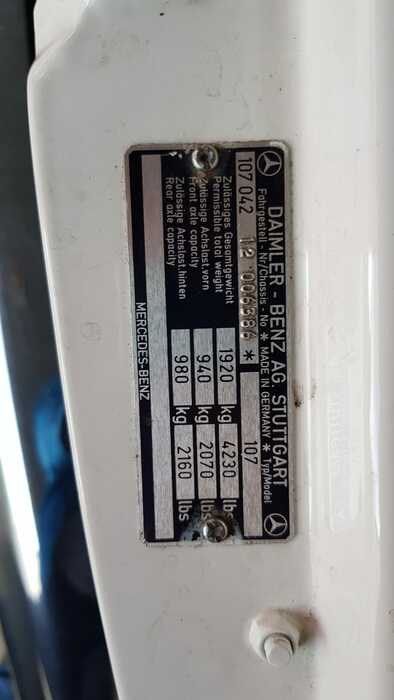 DAIMLER - BENZ AG. STUTTGART
Fahrgestell - Nr/Chassis - No * MADE IN GERMANY * Typ/Model
107 042 12 006386 * 107
Zulässiges Gesamtgewicht
Permissible total weight 1920 kg 4230 lbs
Zulässige Achslast.vorn
Front axle capacity 940 kg 2070 lbs
Zulässige Achslast.hinten
Rear axle capacity 980 kg 2160 lbs
MERCEDES-BENZ